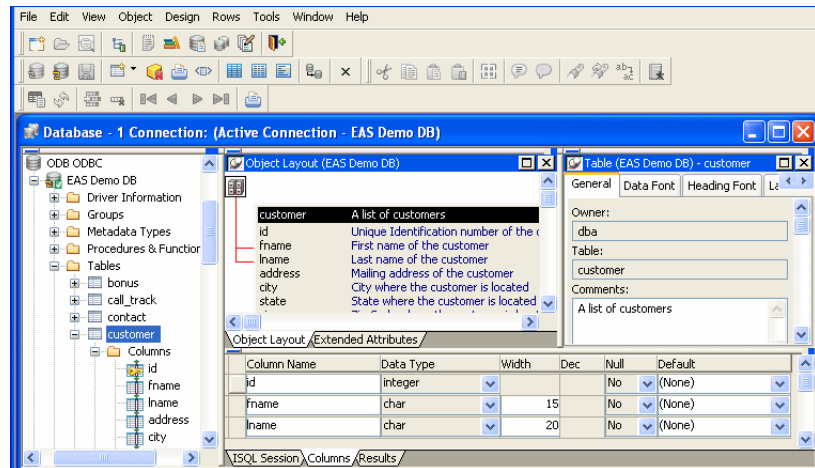 File Edit View Object Design Rows Tools Window Help
Database - 1 Connection: (Active Connection - EAS Demo DB)
ODB ODBC
EAS Demo DB
Driver Information
Groups
Metadata Types
Procedures & Function
Tables
bonus
call_track
contact
customer
Columns
id
fname
lname
address
city
Object Layout (EAS Demo DB)
customer A list of customers
id Unique Identification number of the
fname First name of the customer
lname Last name of the customer
address Mailing address of the customer
city City where the customer is located
state State where the customer is located
Object Layout Extended Attributes
Table (EAS Demo DB) - customer
General Data Font Heading Font
Owner:
dba
Table:
customer
Comments:
A list of customers
Column Name Data Type Width Dec Null Default
id integer No (None)
fname char 15 No (None)
lname char 20 No (None)
ISQL Session Columns Results